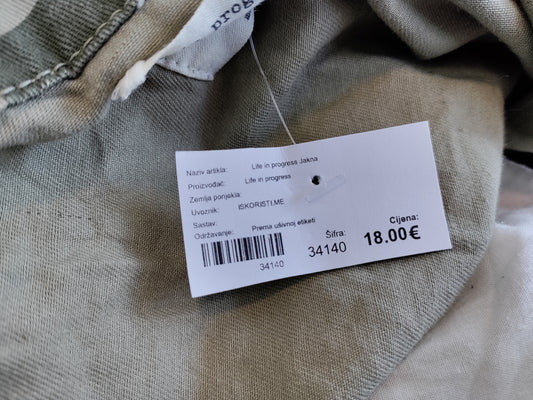 prog
Naziv artikla: Life in progress Jakna
Proizvođač: Life in progress
Zemlja porijekla:
Uvoznik: ISKORISTI.ME
Sastav:
Održavanje: Prema ušivnoj etiketi
34140
Šifra:
34140
Cijena:
18.00€